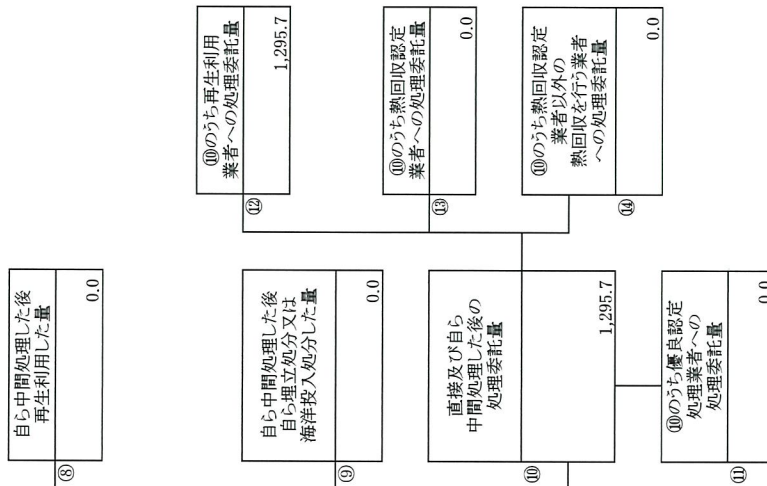 自ら中間処理した後
再生利用した量
0.0
⑧
自ら中間処理した後
自ら埋立処分又は
海洋投入処分した量
0.0
⑨
直接及び自ら
中間処理した後の
処理委託量
1,295.7
⑩
⑩のうち優良認定
処理業者への
処理委託量
0.0
⑪
⑩のうち再生利用
業者への処理委託量
1,295.7
⑫
⑩のうち熱回収認定
業者への処理委託量
0.0
⑬
⑩のうち熱回収認定
業者以外の
熱回収を行う業者
への処理委託量
0.0
⑭